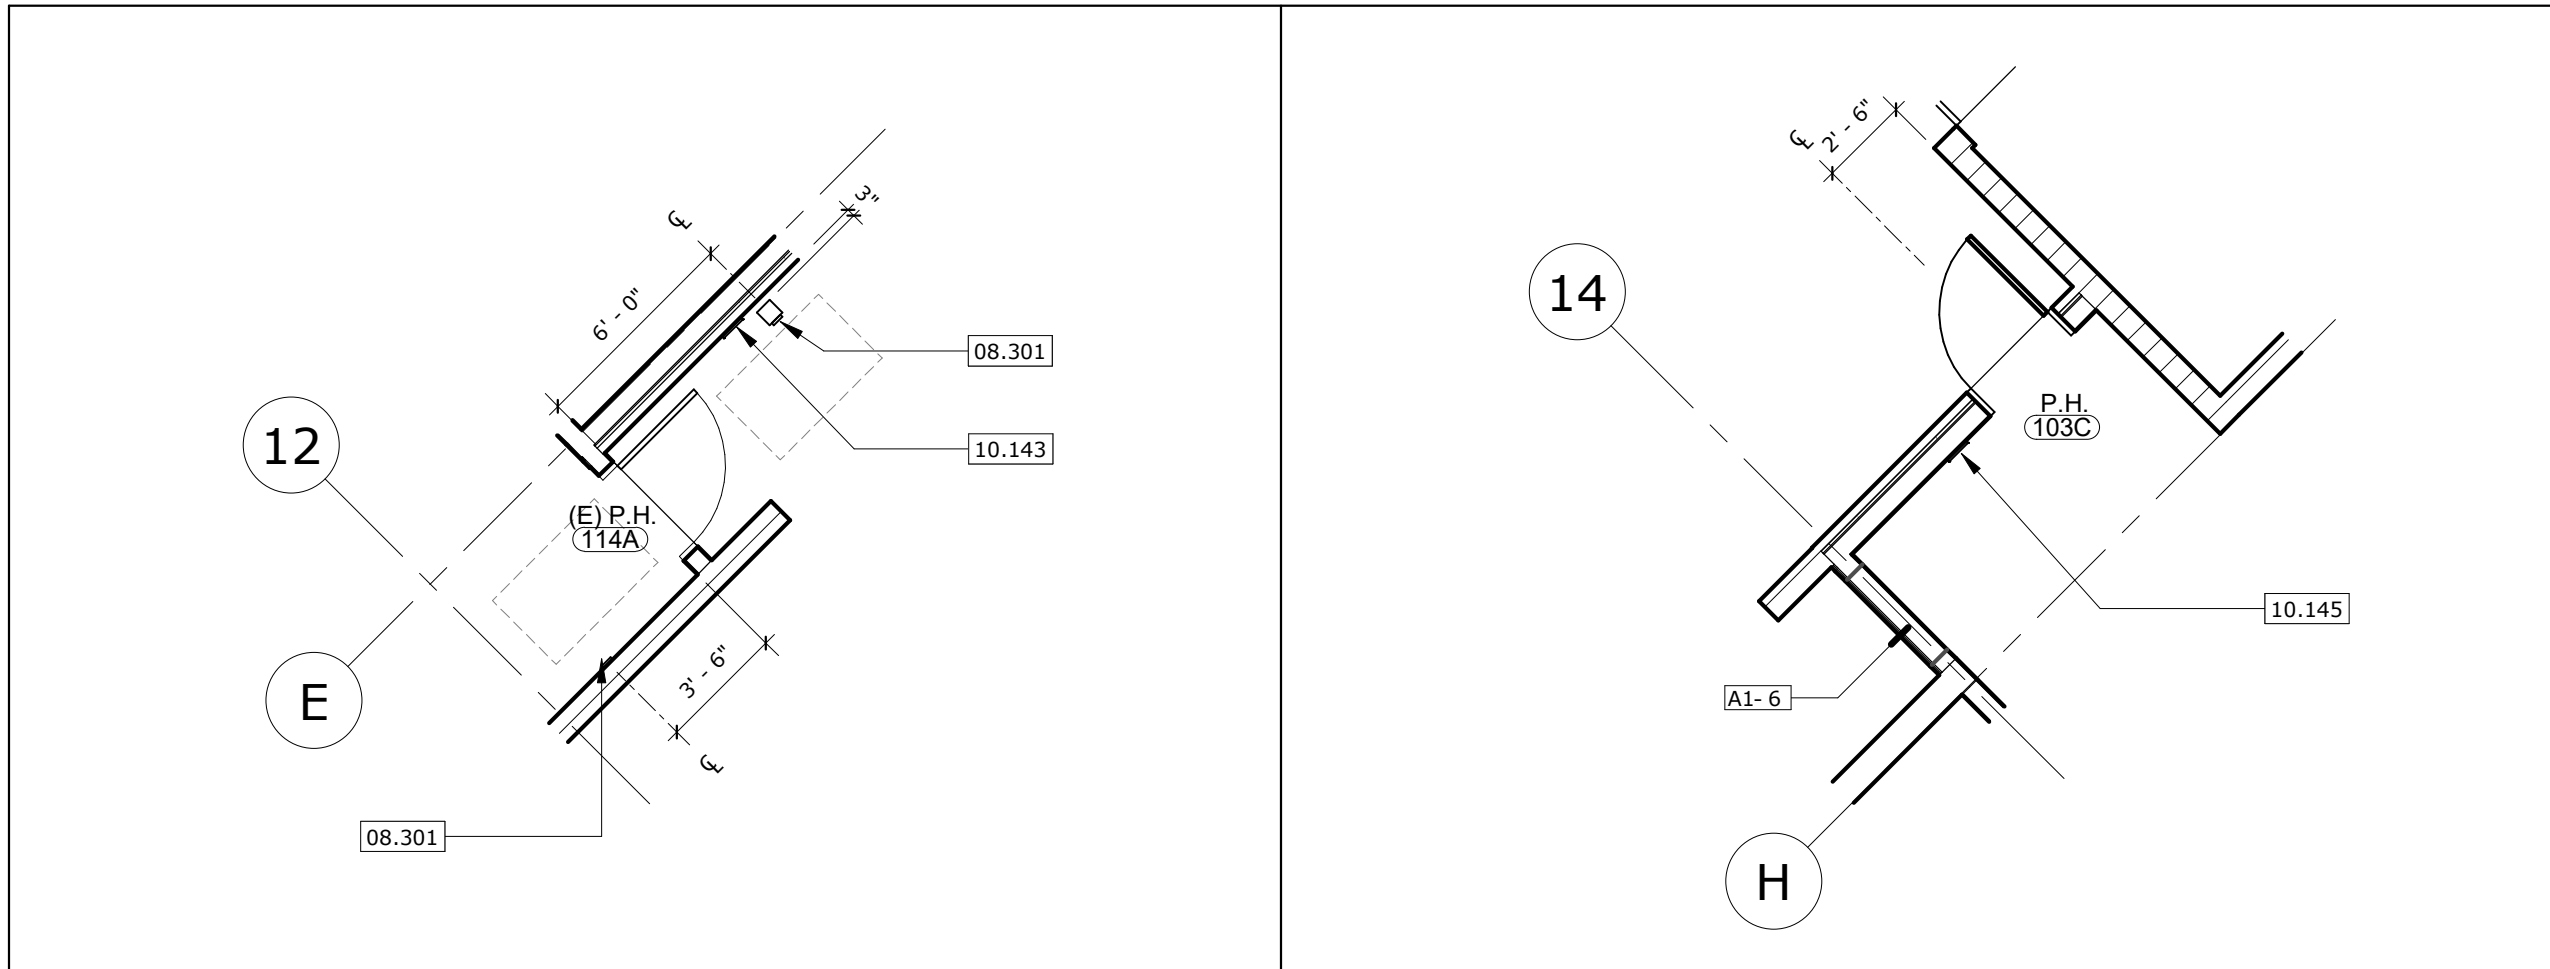 3"
℄
6' - 0"
08.301
12
10.143
(E) P.H.
114A
E
3' - 6"
℄
08.301
℄
2' - 6"
14
P.H.
103C
10.145
A1- 6
H